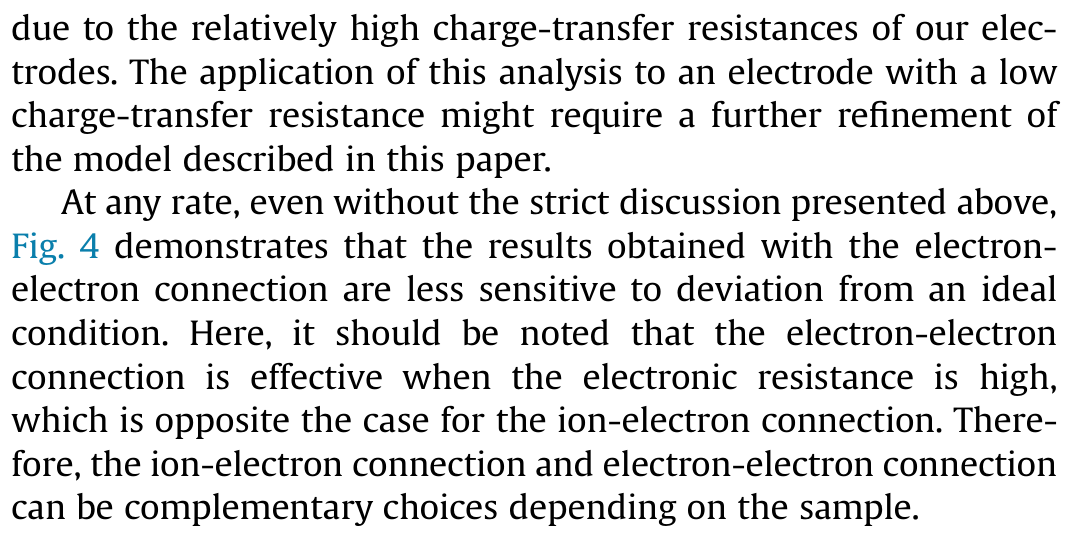 due to the relatively high charge-transfer resistances of our elec-
trodes. The application of this analysis to an electrode with a low
charge-transfer resistance might require a further refinement of
the model described in this paper.
At any rate, even without the strict discussion presented above,
Fig. 4 demonstrates that the results obtained with the electron-
electron connection are less sensitive to deviation from an ideal
condition. Here, it should be noted that the electron-electron
connection is effective when the electronic resistance is high,
which is opposite the case for the ion-electron connection. There-
fore, the ion-electron connection and electron-electron connection
can be complementary choices depending on the sample.